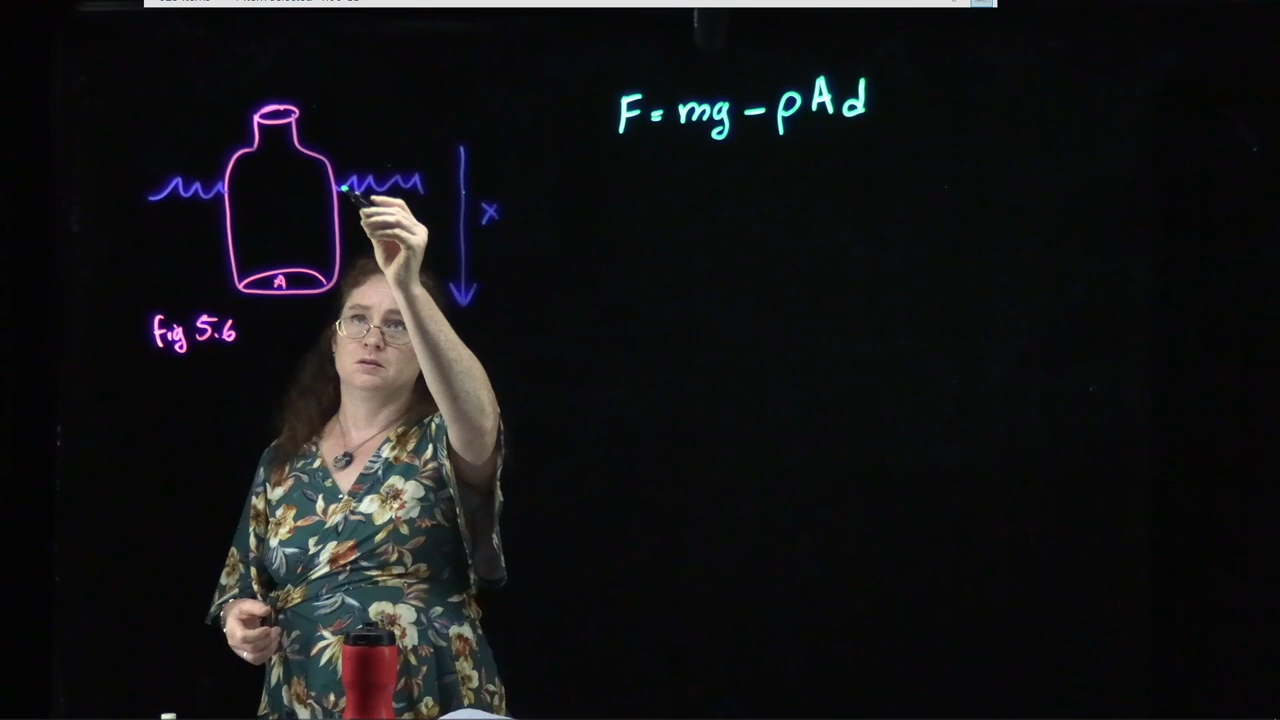 F = mg - ρAd
x
A
fig 5.6